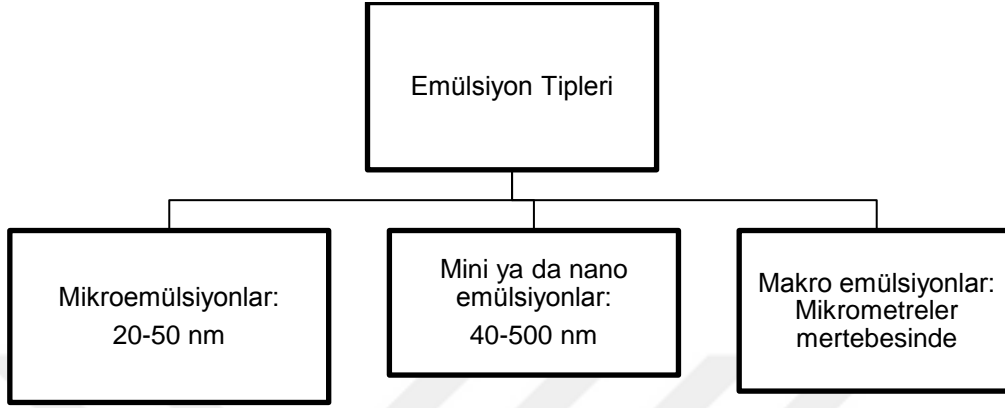 Emülsiyon Tipleri
Mikroemülsiyonlar:
20-50 nm
Mini ya da nano
emülsiyonlar:
40-500 nm
Makro emülsiyonlar:
Mikrometreler
mertebesinde